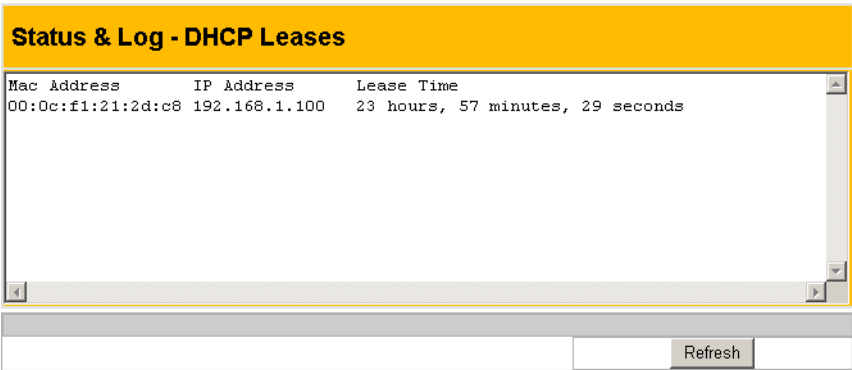 Status & Log - DHCP Leases
Mac Address IP Address Lease Time
00:0c:f1:21:2d:c8 192.168.1.100 23 hours, 57 minutes, 29 seconds
Refresh